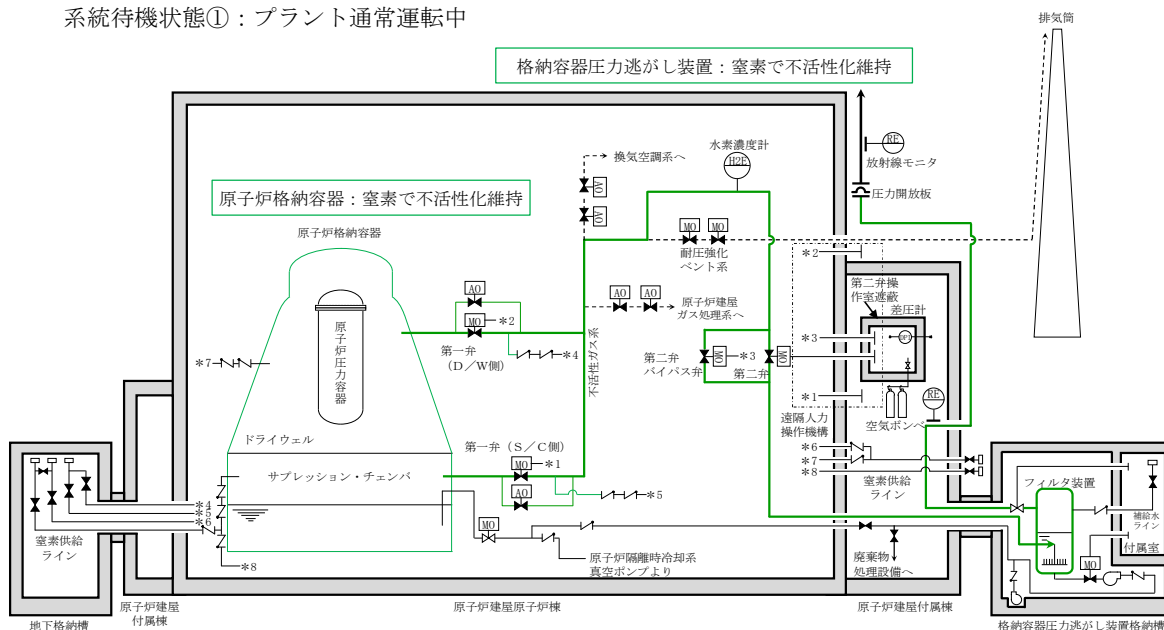 系統待機状態①：プラント通常運転中
排気筒
格納容器圧力逃がし装置：窒素で不活性化維持
水素濃度計
H2E
RE
放射線モニタ
換気空調系へ
AO
AO
圧力開放板
原子炉格納容器：窒素で不活性化維持
原子炉格納容器
MO
MO
耐圧強化
ベント系
＊2
第二弁操
作室遮蔽
差圧計
DPI
AO
MO
＊2
AO
AO
原子炉建屋
ガス処理系へ
原子炉圧力容器
第一弁
（D／W側）
＊4
不活性ガス系
第二弁
バイパス弁
MO
＊3
第二弁
MO
＊3
＊7
＊1
RE
遠隔人力
操作機構
空気ボンベ
ドライウェル
第一弁（S／C側）
サプレッション・チェンバ
MO
＊1
AO
＊5
＊6
＊7
＊8
窒素供給
ライン
フィルタ装置
補給水
ライン
付属室
MO
＊4
＊5
＊6
＊8
窒素供給
ライン
MO
原子炉隔離時冷却系
真空ポンプより
廃棄物
処理設備へ
地下格納槽
原子炉建屋
付属棟
原子炉建屋原子炉棟
原子炉建屋付属棟
格納容器圧力逃がし装置格納槽